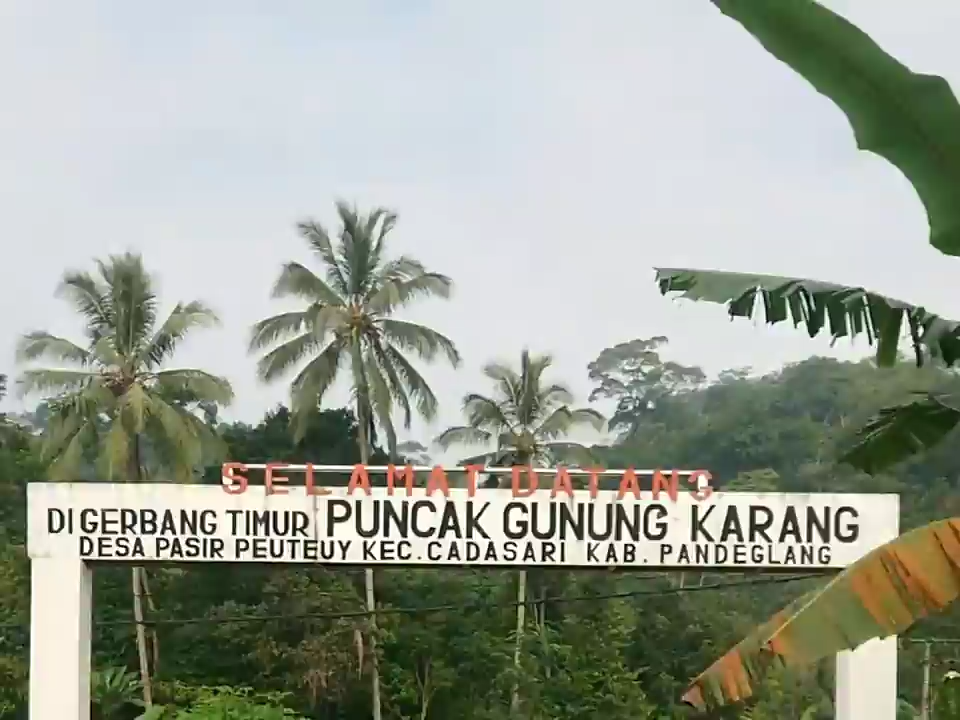 SELAMAT DATANG
DI GERBANG TIMUR PUNCAK GUNUNG KARANG
DESA PASIR PEUTEUY KEC. CADASARI KAB. PANDEGLANG